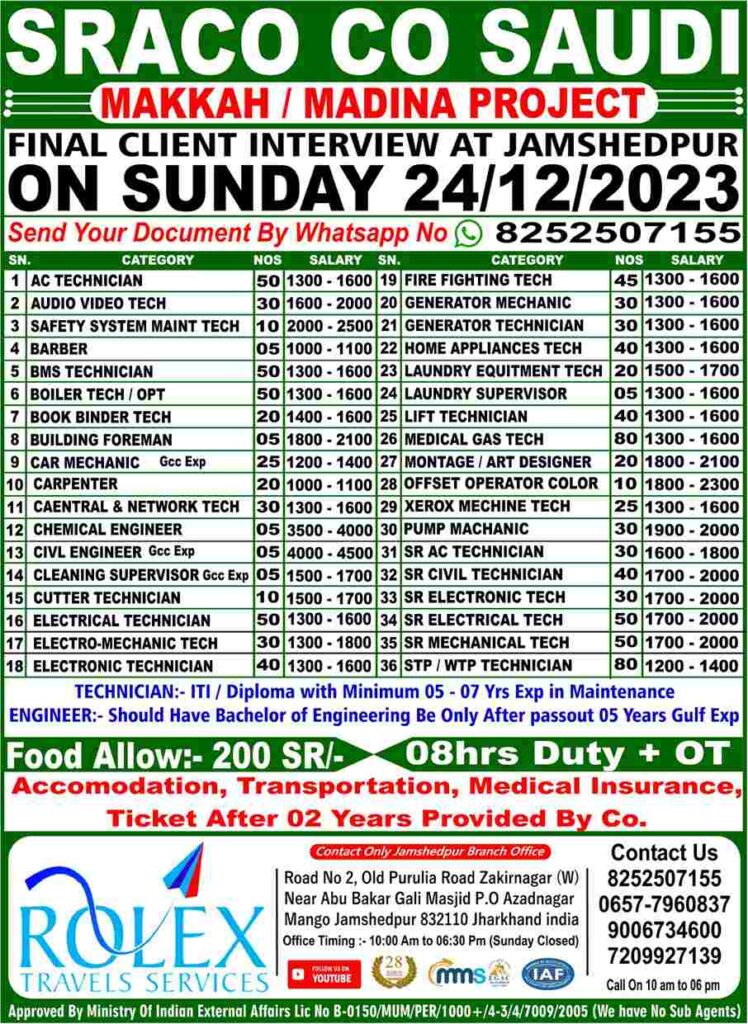 SRACO CO SAUDI
MAKKAH / MADINA PROJECT
FINAL CLIENT INTERVIEW AT JAMSHEDPUR
ON SUNDAY 24/12/2023
Send Your Document By Whatsapp No 8252507155
SN. CATEGORY NOS SALARY SN. CATEGORY NOS SALARY
1 AC TECHNICIAN 50 1300 - 1600 19 FIRE FIGHTING TECH 45 1300 - 1600
2 AUDIO VIDEO TECH 30 1600 - 2000 20 GENERATOR MECHANIC 30 1300 - 1600
3 SAFETY SYSTEM MAINT TECH 10 2000 - 2500 21 GENERATOR TECHNICIAN 30 1300 - 1600
4 BARBER 05 1000 - 1100 22 HOME APPLIANCES TECH 40 1300 - 1600
5 BMS TECHNICIAN 50 1300 - 1600 23 LAUNDRY EQUITMENT TECH 20 1500 - 1700
6 BOILER TECH / OPT 50 1300 - 1600 24 LAUNDRY SUPERVISOR 05 1300 - 1600
7 BOOK BINDER TECH 20 1400 - 1600 25 LIFT TECHNICIAN 40 1300 - 1600
8 BUILDING FOREMAN 05 1800 - 2100 26 MEDICAL GAS TECH 80 1300 - 1600
9 CAR MECHANIC Gcc Exp 25 1200 - 1400 27 MONTAGE / ART DESIGNER 20 1800 - 2100
10 CARPENTER 20 1000 - 1100 28 OFFSET OPERATOR COLOR 10 1800 - 2300
11 CAENTRAL & NETWORK TECH 30 1300 - 1600 29 XEROX MECHINE TECH 25 1300 - 1600
12 CHEMICAL ENGINEER 05 3500 - 4000 30 PUMP MACHANIC 30 1900 - 2000
13 CIVL ENGINEER Gcc Exp 05 4000 - 4500 31 SR AC TECHNICIAN 30 1600 - 1800
14 CLEANING SUPERVISOR Gcc Exp 05 1500 - 1700 32 SR CIVIL TECHNICIAN 40 1700 - 2000
15 CUTTER TECHNICIAN 10 1500 - 1700 33 SR ELECTRONIC TECH 30 1700 - 2000
16 ELECTRICAL TECHNICIAN 50 1300 - 1600 34 SR ELECTRICAL TECH 50 1700 - 2000
17 ELECTRO-MECHANIC TECH 30 1300 - 1800 35 SR MECHANICAL TECH 50 1700 - 2000
18 ELECTRONIC TECHNICIAN 40 1300 - 1600 36 STP / WTP TECHNICIAN 80 1200 - 1400
TECHNICIAN:- ITI / Diploma with Minimum 05 - 07 Yrs Exp in Maintenance
ENGINEER:- Should Have Bachelor of Engineering Be Only After passout 05 Years Gulf Exp
Food Allow:- 200 SR/- 08hrs Duty + OT
Accomodation, Transportation, Medical Insurance,
Ticket After 02 Years Provided By Co.
ROLEX
TRAVELS SERVICES
Contact Only Jamshedpur Branch Office
Road No 2, Old Purulia Road Zakirnagar (W)
Near Abu Bakar Gali Masjid P.O Azadnagar
Mango Jamshedpur 832110 Jharkhand india
Office Timing :- 10:00 Am to 06:30 Pm (Sunday Closed)
FOLLOW US ON
YOUTUBE
28
mms
IAF
Contact Us
8252507155
0657-7960837
9006734600
7209927139
Call On 10 am to 06 pm
Approved By Ministry Of Indian External Affairs Lic No B-0150/MUM/PER/1000+/4-3/4/7009/2005 (We have No Sub Agents)